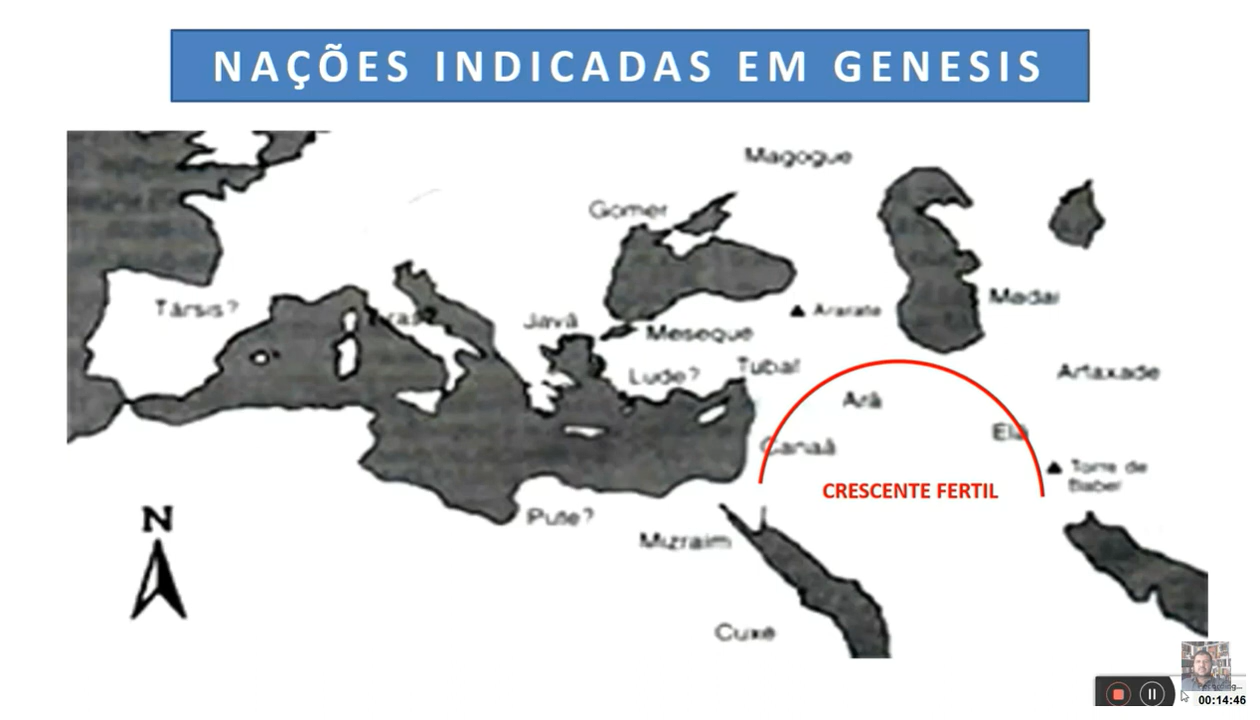 NAÇÕES INDICADAS EM GENESIS
Magogue
Gomer
Társis?
Javã
Meseque
Ararate
Madai
Lude?
Tubal
Arfaxade
Arã
Canaã
Elã
Torre de
Babel
CRESCENTE FERTIL
Pute?
Mizraim
N
Cuxe
00:14:46